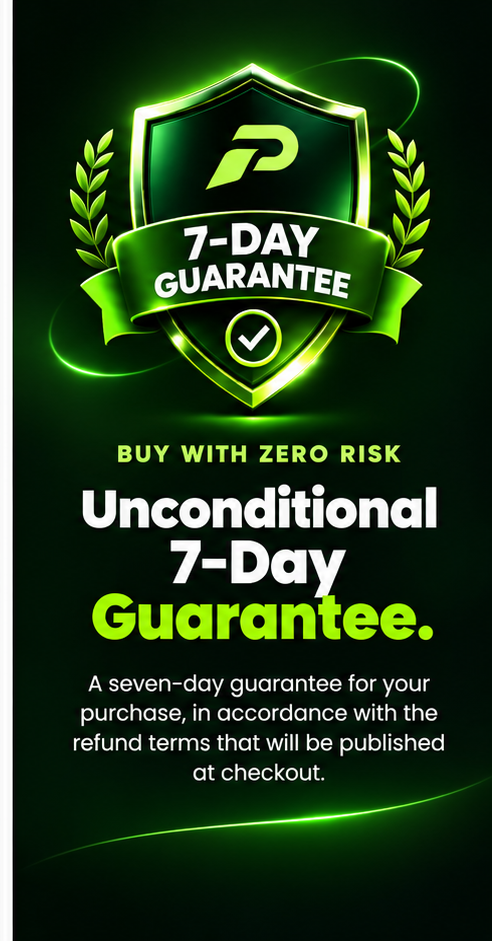 7-DAY
GUARANTEE
BUY WITH ZERO RISK
Unconditional
7-Day
Guarantee.
A seven-day guarantee for your
purchase, in accordance with the
refund terms that will be published
at checkout.